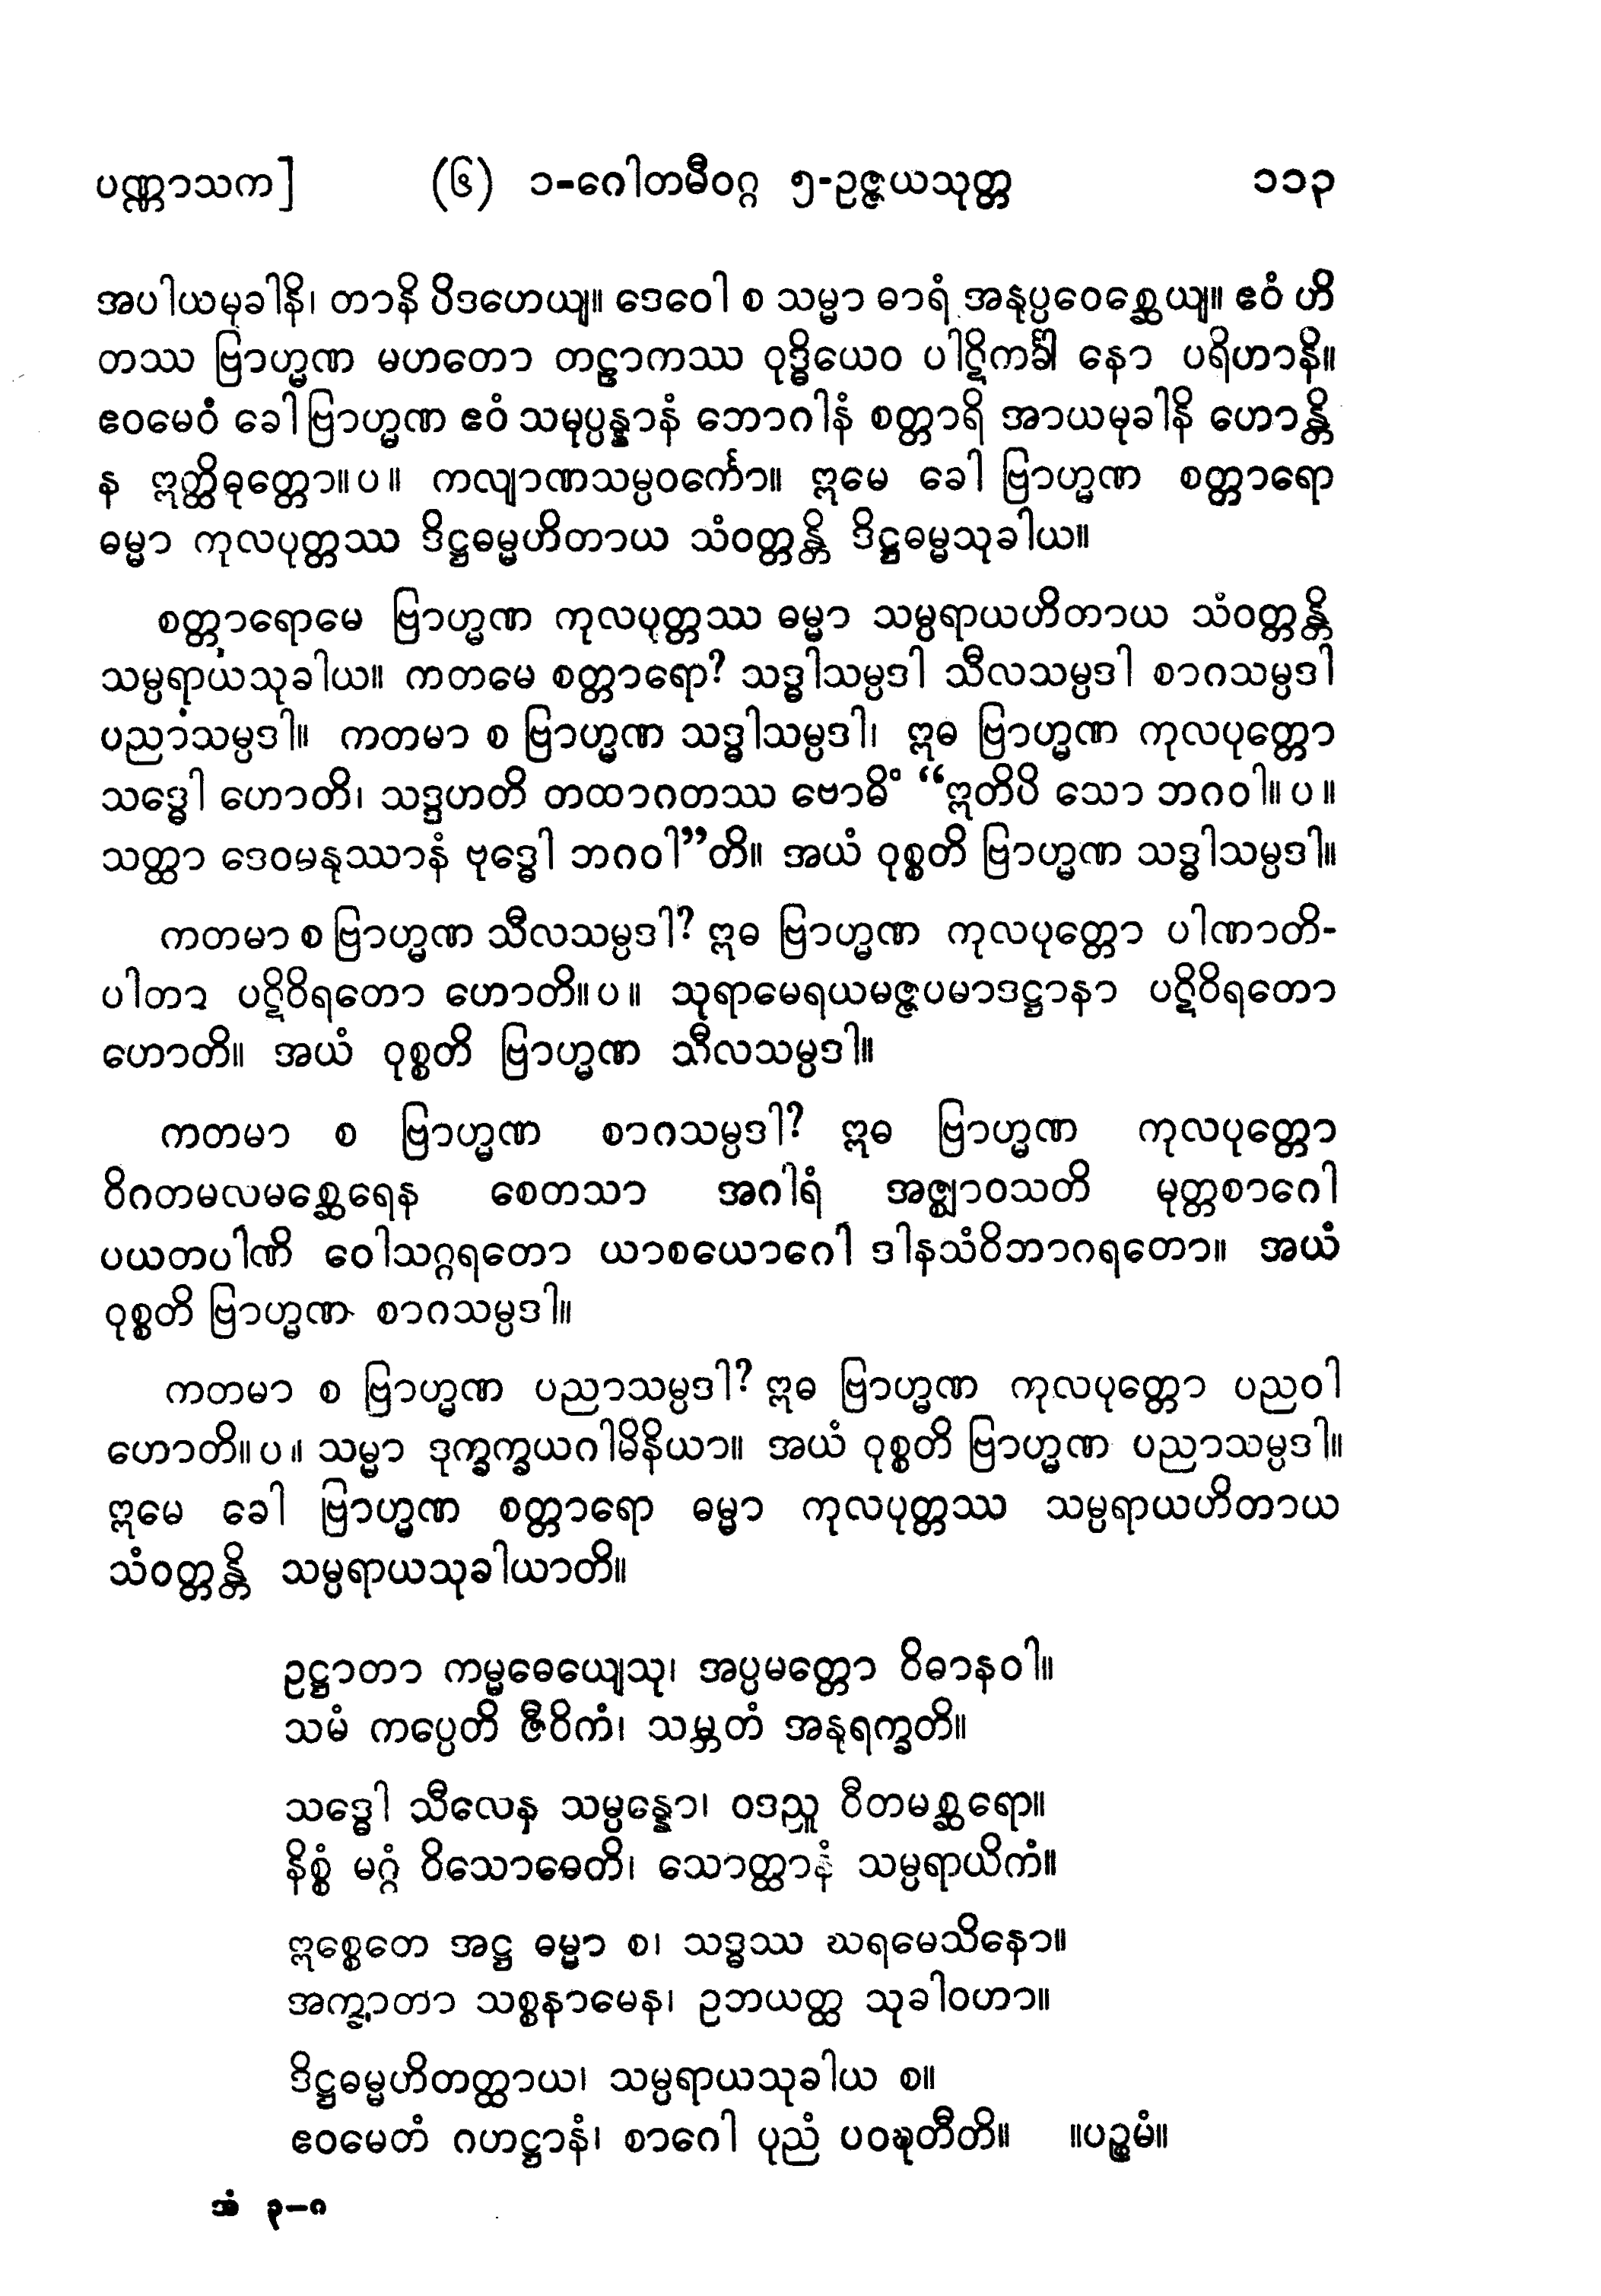 ပဏ္ဏာသက] (၆) ၁-ဂေါတမီဝဂ္ဂ ၅-ဥဇ္ဇယသုတ္တ ၁၁၃
အပါယမုခါနိ၊ တာနိ ပိဒဟေယျ။ ဒေဝေါ စ သမ္မာ ဓာရံ အနုပ္ပဝေစ္ဆေယျ။ ဧဝံ ဟိ
တဿ ဗြာဟ္မဏ မဟတော တဠာကဿ ဝုဒ္ဓိယေဝ ပါဋိကင်္ခါ နော ပရိဟာနိ။
ဧဝမေဝံ ခေါ ဗြာဟ္မဏ ဧဝံ သမုပ္ပန္နာနံ ဘောဂါနံ စတ္တာရိ အာယမုခါနိ ဟောန္တိ
န ဣတ္ထိဓုတ္တော။ပ။ ကလျာဏသမ္ပဝင်္ကော။ ဣမေ ခေါ ဗြာဟ္မဏ စတ္တာရော
ဓမ္မာ ကုလပုတ္တဿ ဒိဋ္ဌဓမ္မဟိတာယ သံဝတ္တန္တိ ဒိဋ္ဌဓမ္မသုခါယ။
စတ္တာရောမေ ဗြာဟ္မဏ ကုလပုတ္တဿ ဓမ္မာ သမ္ပရာယဟိတာယ သံဝတ္တန္တိ
သမ္ပရာယသုခါယ။ ကတမေ စတ္တာရော? သဒ္ဓါသမ္ပဒါ သီလသမ္ပဒါ စာဂသမ္ပဒါ
ပညာသမ္ပဒါ။ ကတမာ စ ဗြာဟ္မဏ သဒ္ဓါသမ္ပဒါ၊ ဣဓ ဗြာဟ္မဏ ကုလပုတ္တော
သဒ္ဓေါ ဟောတိ၊ သဒ္ဒဟတိ တထာဂတဿ ဗောဓိံ “ဣတိပိ သော ဘဂဝါ။ပ။
သတ္ထာ ဒေဝမနုဿာနံ ဗုဒ္ဓေါ ဘဂဝါ”တိ။ အယံ ဝုစ္စတိ ဗြာဟ္မဏ သဒ္ဓါသမ္ပဒါ။
ကတမာ စ ဗြာဟ္မဏ သီလသမ္ပဒါ? ဣဓ ဗြာဟ္မဏ ကုလပုတ္တော ပါဏာတိ-
ပါတာ ပဋိဝိရတော ဟောတိ။ပ။ သုရာမေရယမဇ္ဇပမာဒဋ္ဌာနာ ပဋိဝိရတော
ဟောတိ။ အယံ ဝုစ္စတိ ဗြာဟ္မဏ သီလသမ္ပဒါ။
ကတမာ စ ဗြာဟ္မဏ စာဂသမ္ပဒါ? ဣဓ ဗြာဟ္မဏ ကုလပုတ္တော
ဝိဂတမလမစ္ဆေရေန စေတသာ အဂါရံ အဇ္ဈာဝသတိ မုတ္တစာဂေါ
ပယတပါဏိ ဝေါသဂ္ဂရတော ယာစယောဂေါ ဒါနသံဝိဘာဂရတော။ အယံ
ဝုစ္စတိ ဗြာဟ္မဏ စာဂသမ္ပဒါ။
ကတမာ စ ဗြာဟ္မဏ ပညာသမ္ပဒါ? ဣဓ ဗြာဟ္မဏ ကုလပုတ္တော ပညဝါ
ဟောတိ။ပ။ သမ္မာ ဒုက္ခက္ခယဂါမိနိယာ။ အယံ ဝုစ္စတိ ဗြာဟ္မဏ ပညာသမ္ပဒါ။
ဣမေ ခေါ ဗြာဟ္မဏ စတ္တာရော ဓမ္မာ ကုလပုတ္တဿ သမ္ပရာယဟိတာယ
သံဝတ္တန္တိ သမ္ပရာယသုခါယာတိ။
ဥဋ္ဌာတာ ကမ္မဓေယျေသု၊ အပ္ပမတ္တော ဝိဓာနဝါ။
သမံ ကပ္ပေတိ ဇီဝိကံ၊ သမ္ဘတံ အနုရက္ခတိ။
သဒ္ဓေါ သီလေန သမ္ပန္နော၊ ဝဒညူ ဝီတမစ္ဆရော။
နိစ္စံ မဂ္ဂံ ဝိသောဓေတိ၊ သောတ္ထာနံ သမ္ပရာယိကံ။
ဣစ္စေတေ အဋ္ဌ ဓမ္မာ စ၊ သဒ္ဓဿ ဃရမေသိနော။
အက္ခာတာ သစ္စနာမေန၊ ဥဘယတ္ထ သုခါဝဟာ။
ဒိဋ္ဌဓမ္မဟိတတ္ထာယ၊ သမ္ပရာယသုခါယ စ။
ဧဝမေတံ ဂဟဋ္ဌာနံ၊ စာဂေါ ပုညံ ပဝဍ္ဎတီတိ။ ။ပဉ္စမံ။
အံ ၃-၈